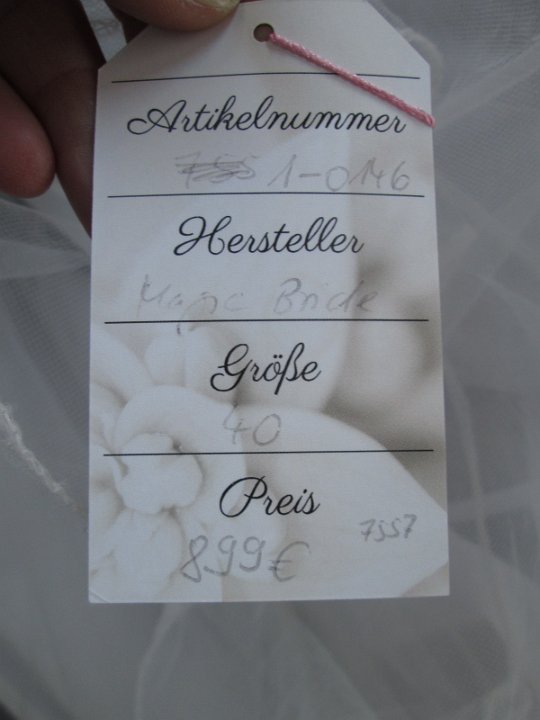 Artikelnummer
1-0146
Hersteller
Magic Bride
Größe
40
Preis
7557
899€